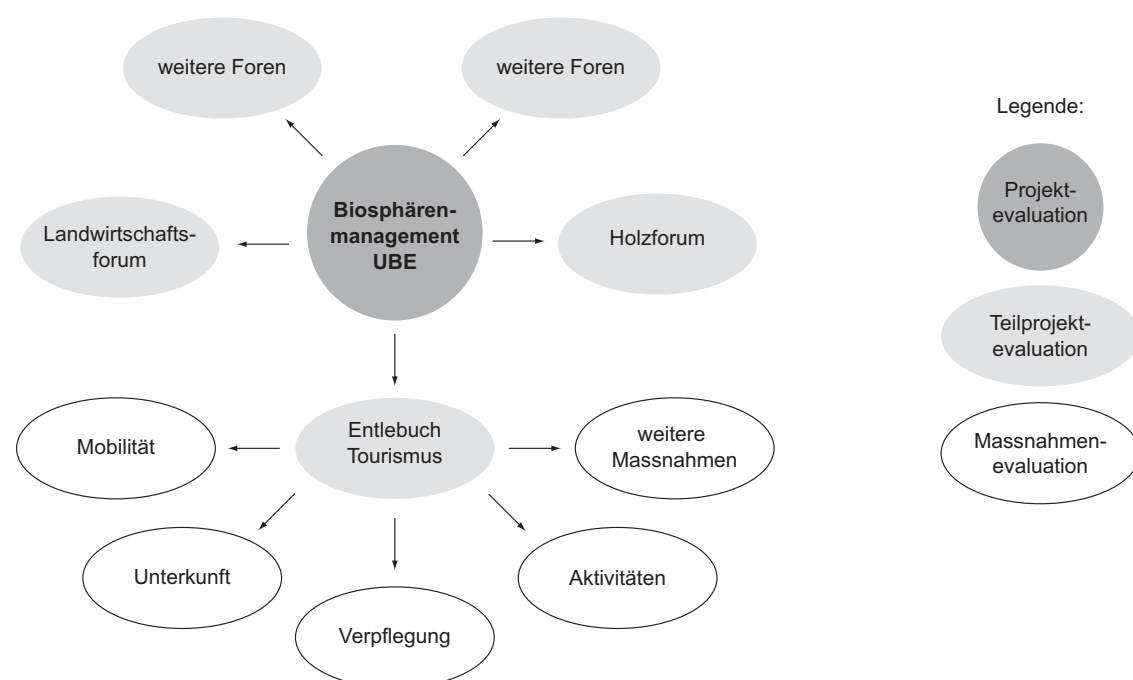 weitere Foren
weitere Foren
Legende:
Biosphären-
management
UBE
Projekt-
evaluation
Landwirtschafts-
forum
Holzforum
Teilprojekt-
evaluation
Mobilität
Entlebuch
Tourismus
weitere
Massnahmen
Massnahmen-
evaluation
Unterkunft
Aktivitäten
Verpflegung